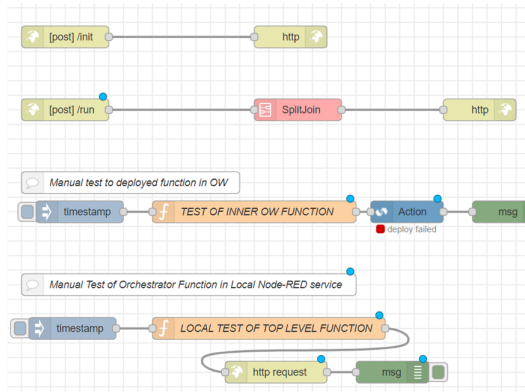 [post] /init
http
[post] /run
SplitJoin
http
Manual test to deployed function in OW
timestamp
TEST OF INNER OW FUNCTION
Action
msg
deploy failed
Manual Test of Orchestrator Function in Local Node-RED service
timestamp
LOCAL TEST OF TOP LEVEL FUNCTION
http request
msg